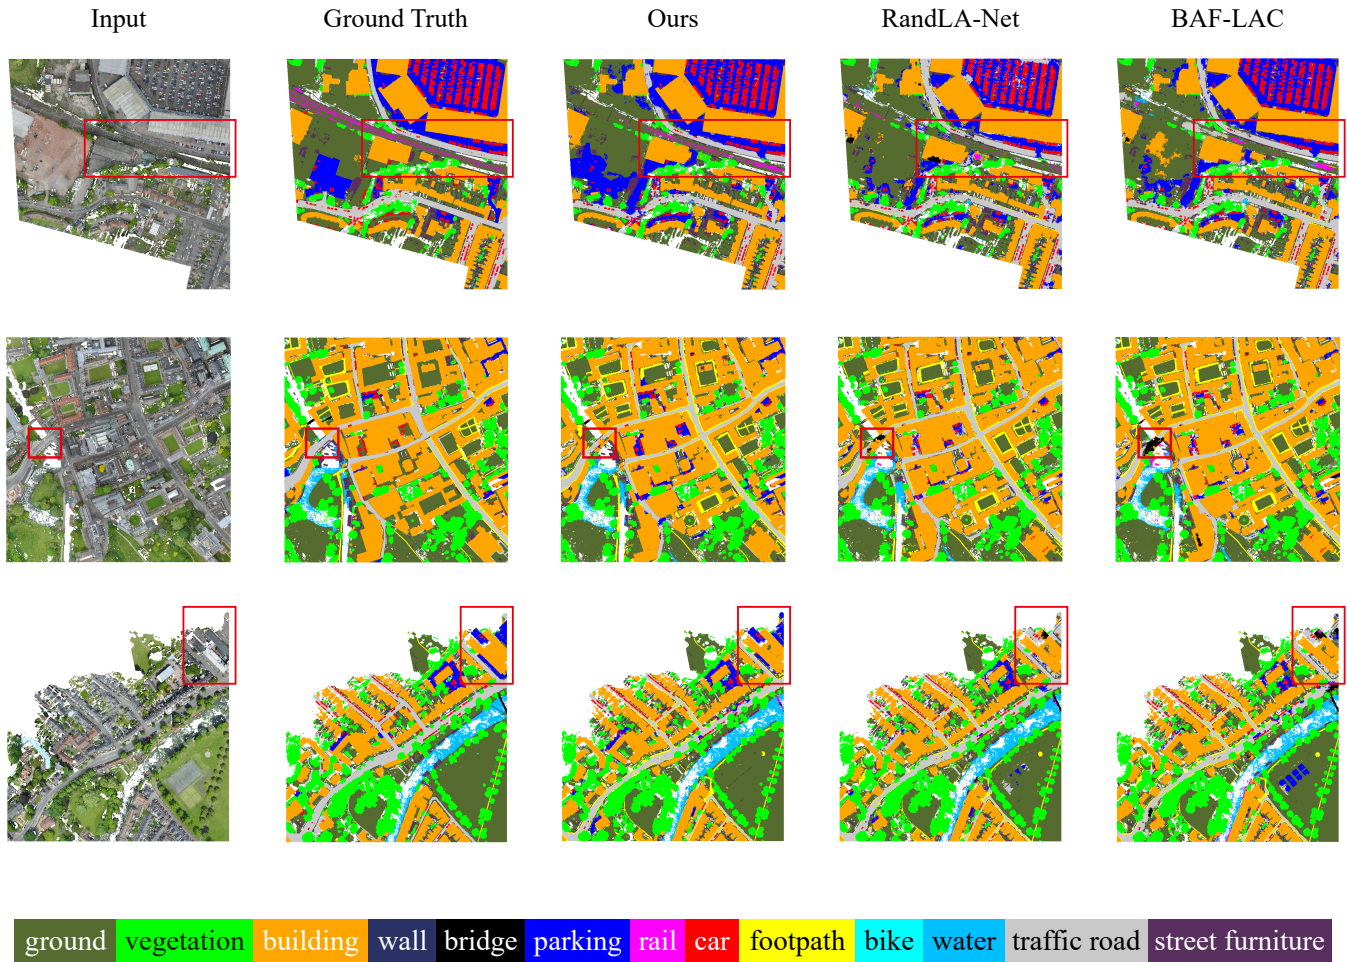 Input Ground Truth Ours RandLA-Net BAF-LAC
ground vegetation building wall bridge parking rail car footpath bike water traffic road street furniture